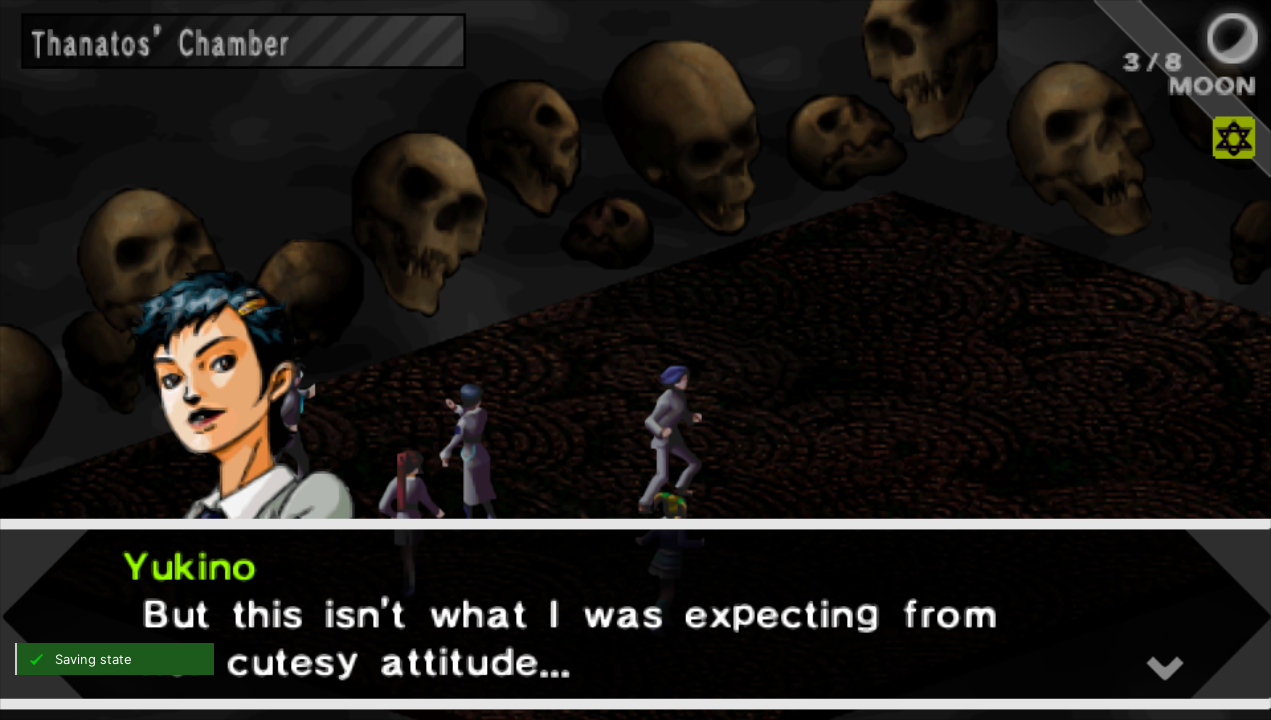 Thanatos' Chamber
3/8
MOON
Yukino
But this isn't what I was expecting from
cutesy attitude...
Saving state